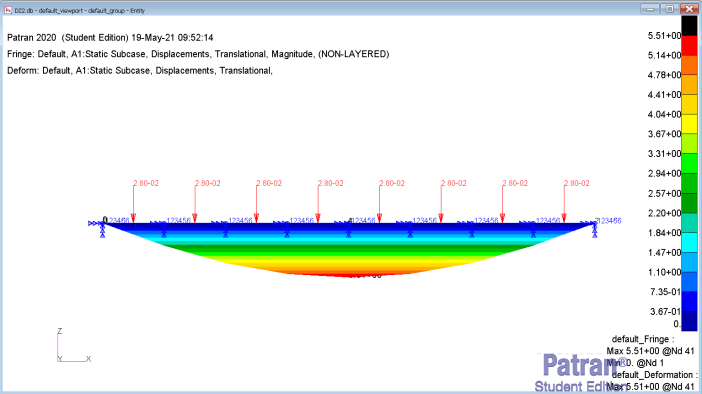 DZ2.db - default_viewport - default_group - Entity
Patran 2020 (Student Edition) 19-May-21 09:52:14
Fringe: Default, A1:Static Subcase, Displacements, Translational, Magnitude, (NON-LAYERED)
Deform: Default, A1:Static Subcase, Displacements, Translational,
5.51+00
5.14+00
4.78+00
4.41+00
4.04+00
3.67+00
3.31+00
2.94+00
2.57+00
2.20+00
1.84+00
1.47+00
1.10+00
7.35-01
3.67-01
0.
2.80-02 2.80-02 2.80-02 2.80-02 2.80-02 2.80-02 2.80-02 2.80-02
123456 123456 123456 123456 123456 123456 123456 123456 123456
Z
Y X
default_Fringe :
Max 5.51+00 @Nd 41
Min 0. @Nd 1
default_Deformation :
Max 5.51+00 @Nd 41
Patran®
Student Edition